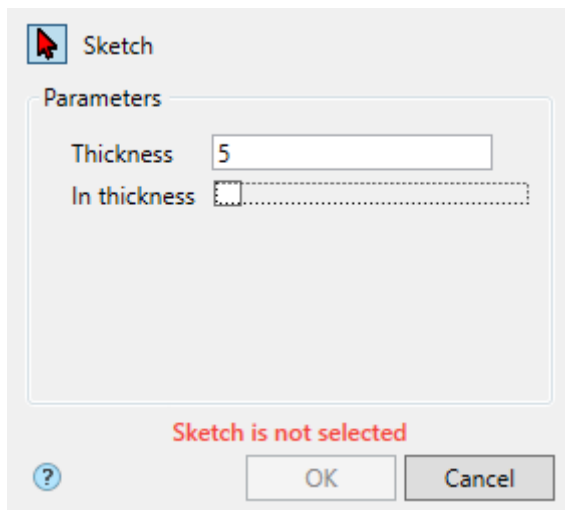 Sketch
Parameters
Thickness 5
In thickness
Sketch is not selected
? OK Cancel